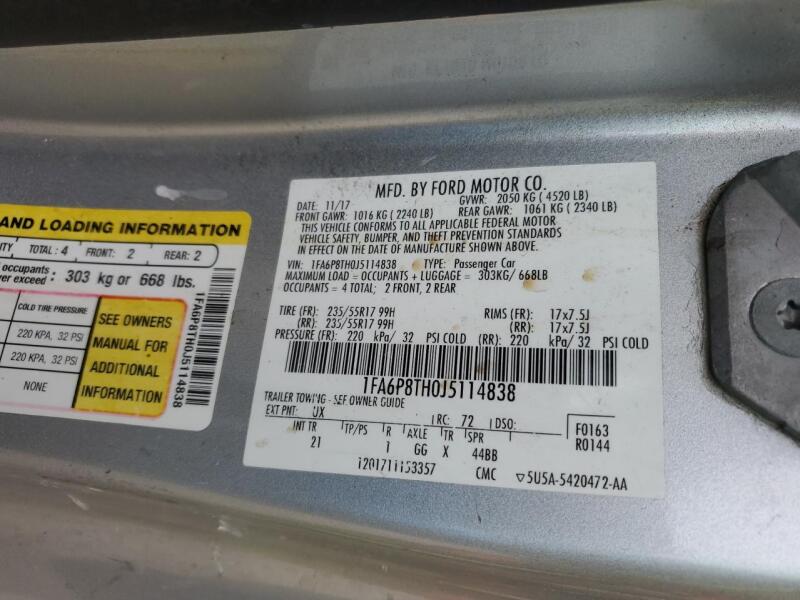 AND LOADING INFORMATION
TOTAL: 4 FRONT: 2 REAR: 2
occupants
exceed: 303 kg or 668 lbs.
COLD TIRE PRESSURE
220 KPA, 32 PSI
220 KPA, 32 PSI
NONE
SEE OWNERS
MANUAL FOR
ADDITIONAL
INFORMATION
1FA6P8TH0J5114838
MFD. BY FORD MOTOR CO.
DATE: 11/17 GVWR: 2050 KG (4520 LB)
FRONT GAWR: 1016 KG (2240 LB) REAR GAWR: 1061 KG (2340 LB)
THIS VEHICLE CONFORMS TO ALL APPLICABLE FEDERAL MOTOR
VEHICLE SAFETY, BUMPER, AND THEFT PREVENTION STANDARDS
IN EFFECT ON THE DATE OF MANUFACTURE SHOWN ABOVE.
VIN: 1FA6P8TH0J5114838 TYPE: Passenger Car
MAXIMUM LOAD = OCCUPANTS + LUGGAGE = 303KG/ 668LB
OCCUPANTS = 4 TOTAL; 2 FRONT, 2 REAR
TIRE (FR): 235/55R17 99H RIMS (FR): 17x7.5J
(RR): 235/55R17 99H (RR): 17x7.5J
PRESSURE (FR): 220 kPa/ 32 PSI COLD (RR): 220 kPa/ 32 PSI COLD
1FA6P8TH0J5114838
TRAILER TOWING - SEE OWNER GUIDE
EXT PNT: UX RC: 72 DSO: F0163
INT TR TP/PS R AXLE TR SPR R0144
21 1 GG X 44BB
1201711153357 CMC ▽5U5A-5420472-AA